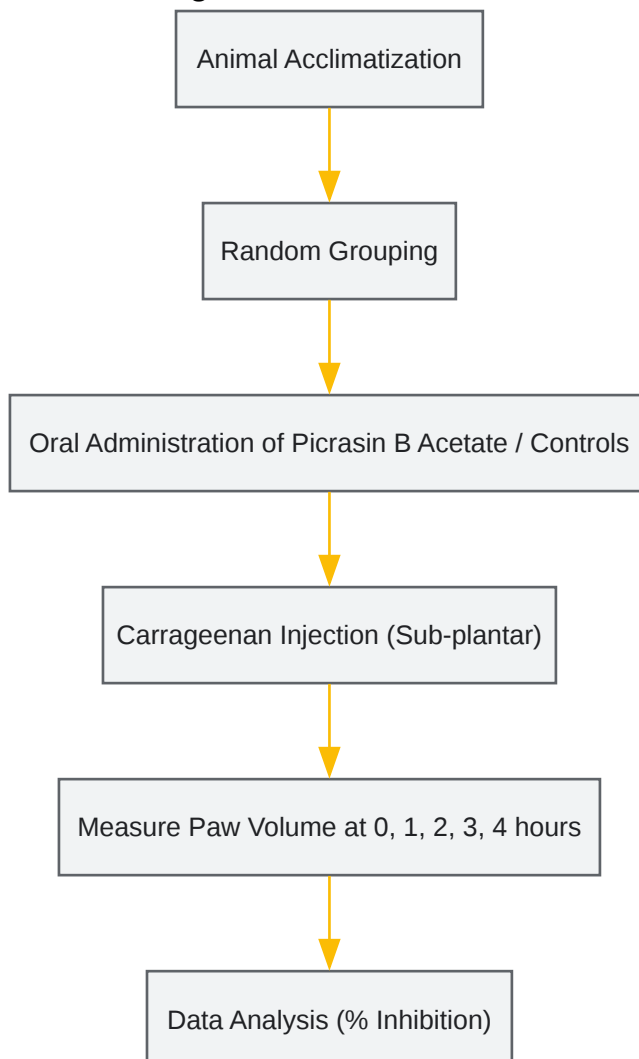 Animal Acclimatization
Random Grouping
Oral Administration of Picrasin B Acetate / Controls
Carrageenan Injection (Sub-plantar)
Measure Paw Volume at 0, 1, 2, 3, 4 hours
Data Analysis (% Inhibition)